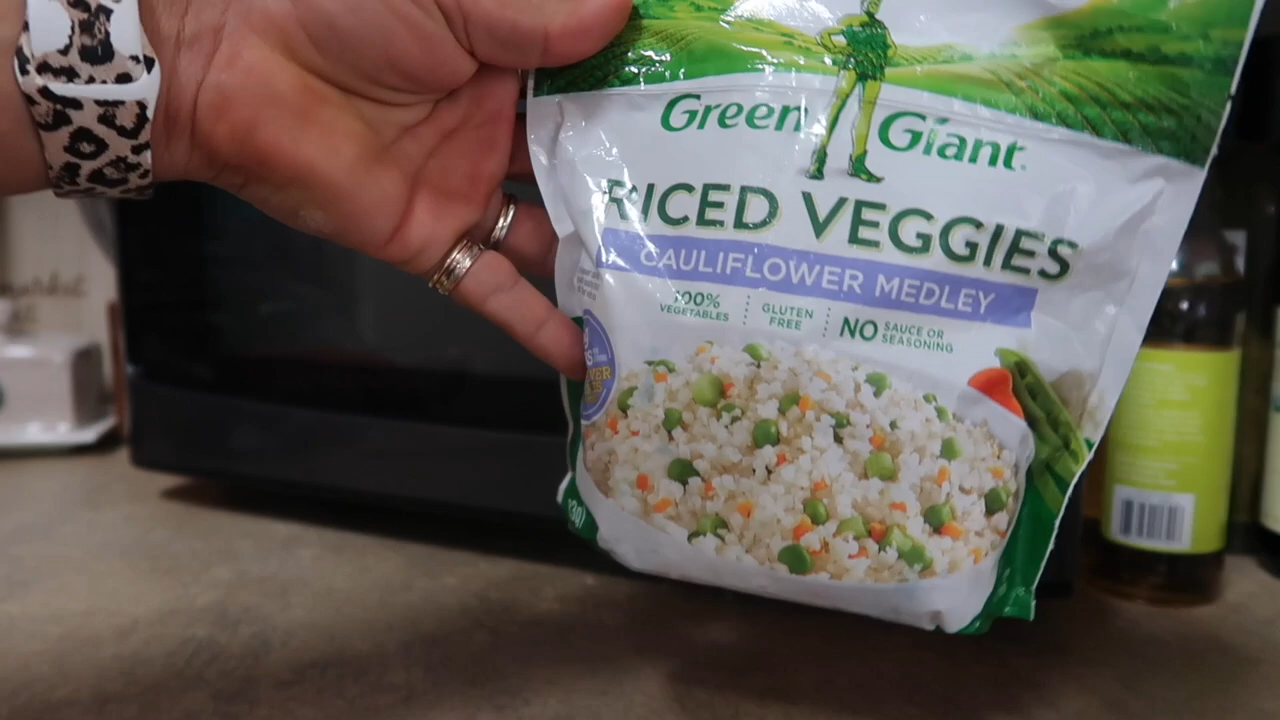 Green Giant
RICED VEGGIES
CAULIFLOWER MEDLEY
100%
VEGETABLES
GLUTEN
FREE
NO SAUCE OR
SEASONING